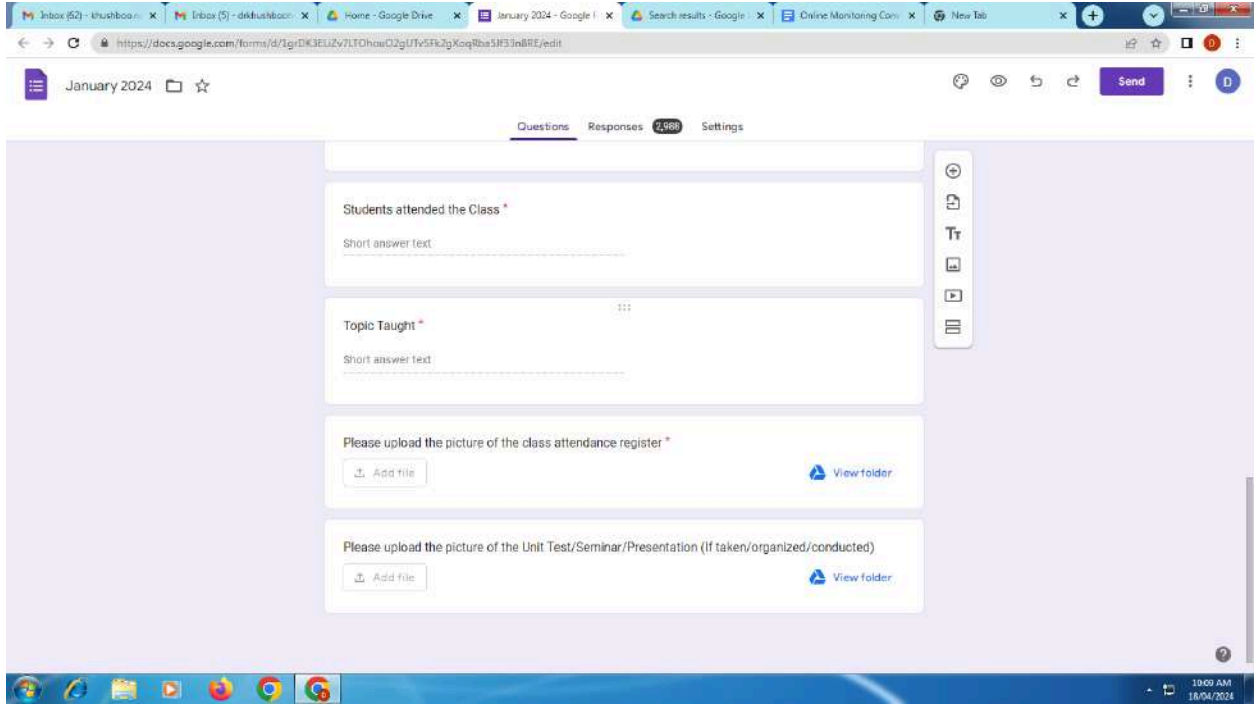 Inbox (62) - khushboo
Inbox (5) - drkhushboo
Home - Google Drive
January 2024 - Google
Search results - Google
Online Monitoring Com
New Tab
January 2024
Send
D
Questions
Responses
2,988
Settings
Students attended the Class *
Short answer text
Topic Taught *
Short answer text
Please upload the picture of the class attendance register *
Add file
View folder
Please upload the picture of the Unit Test/Seminar/Presentation (If taken/organized/conducted)
Add file
View folder
10:09 AM
18/04/2024